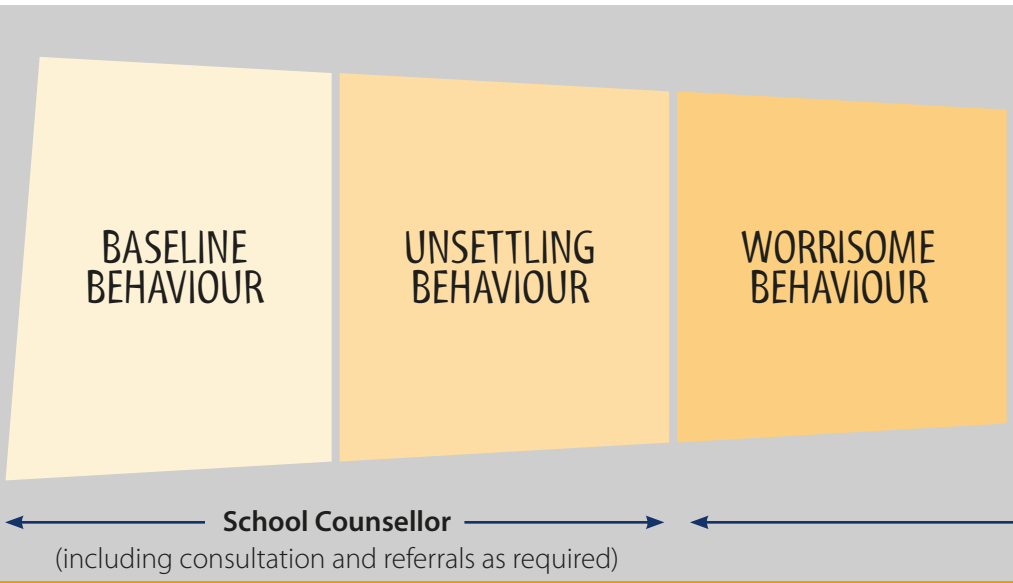 BASELINE
BEHAVIOUR
UNSETTLING
BEHAVIOUR
WORRISOME
BEHAVIOUR
School Counsellor
(including consultation and referrals as required)